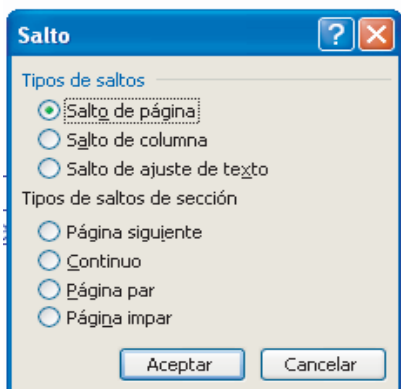 Salto
Tipos de saltos
Salto de página
Salto de columna
Salto de ajuste de texto
Tipos de saltos de sección
Página siguiente
Continuo
Página par
Página impar
Aceptar
Cancelar